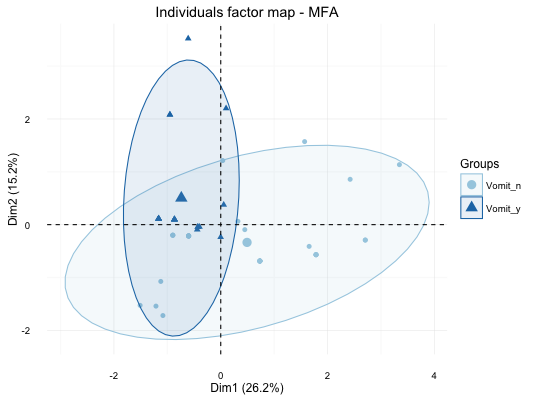 Individuals factor map - MFA
Dim2 (15.2%)
2
0
-2
-2
0
2
4
Dim1 (26.2%)
Groups
Vomit_n
Vomit_y